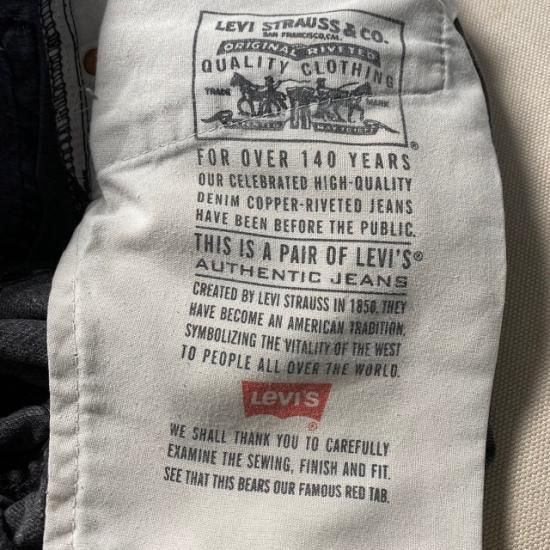 LEVI STRAUSS & CO.
SAN FRANCISCO, CAL.
ORIGINAL RIVETED
QUALITY CLOTHING
TRADE MARK
PATENTED MAY 20 1873
®
FOR OVER 140 YEARS
OUR CELEBRATED HIGH-QUALITY
DENIM COPPER-RIVETED JEANS
HAVE BEEN BEFORE THE PUBLIC.
THIS IS A PAIR OF LEVI'S®
AUTHENTIC JEANS
CREATED BY LEVI STRAUSS IN 1850. THEY
HAVE BECOME AN AMERICAN TRADITION,
SYMBOLIZING THE VITALITY OF THE WEST
TO PEOPLE ALL OVER THE WORLD.
LEVI'S
®
WE SHALL THANK YOU TO CAREFULLY
EXAMINE THE SEWING, FINISH AND FIT.
SEE THAT THIS BEARS OUR FAMOUS RED TAB.